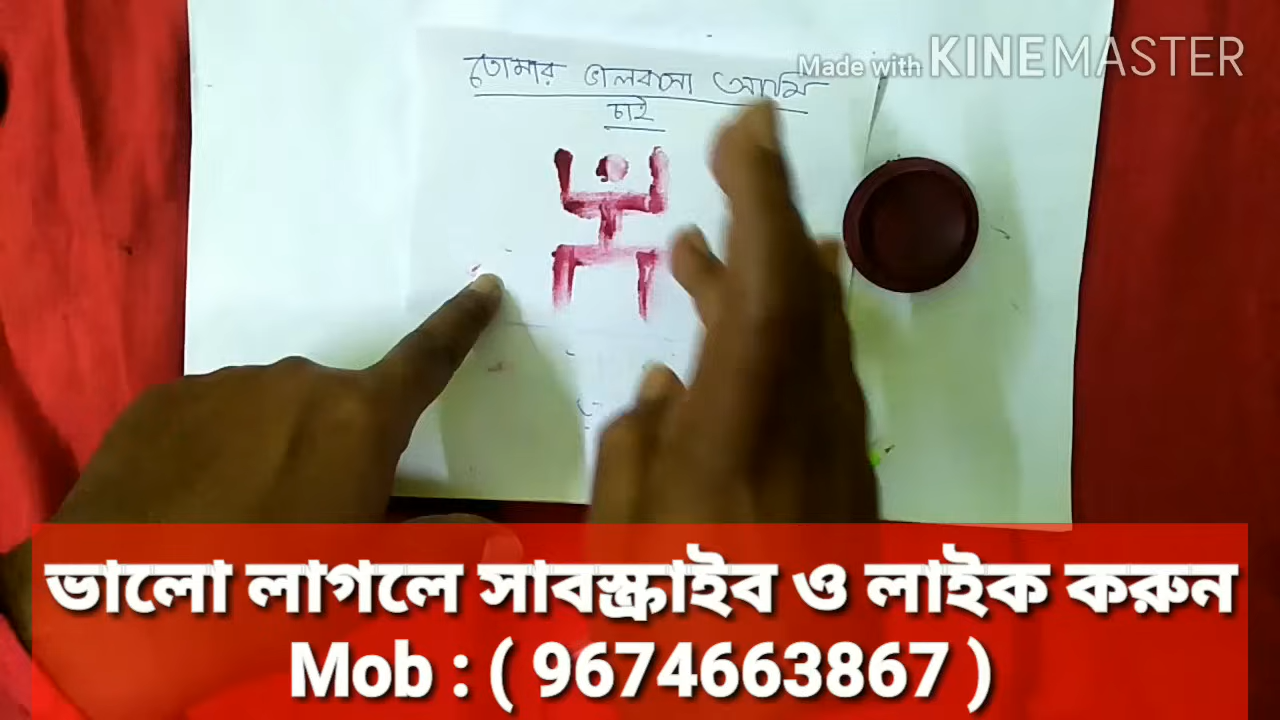 Made with KINEMASTER
তোমার ভালবাসা আমি
চাই
ভালো লাগলে সাবস্ক্রাইব ও লাইক করুন
Mob : ( 9674663867 )